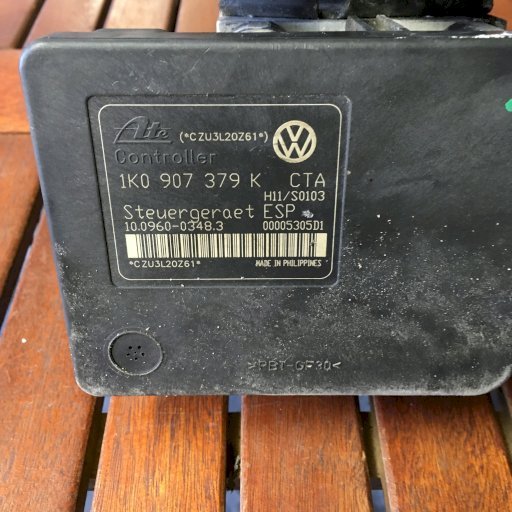 Ate (*CZU3L20Z61*)
Controller
1K0 907 379 K CTA
H11/S0103
Steuergeraet ESP
10.0960-0348.3 00005305D1
*CZU3L20Z61* MADE IN PHILIPPINES
>PBT-GF30<